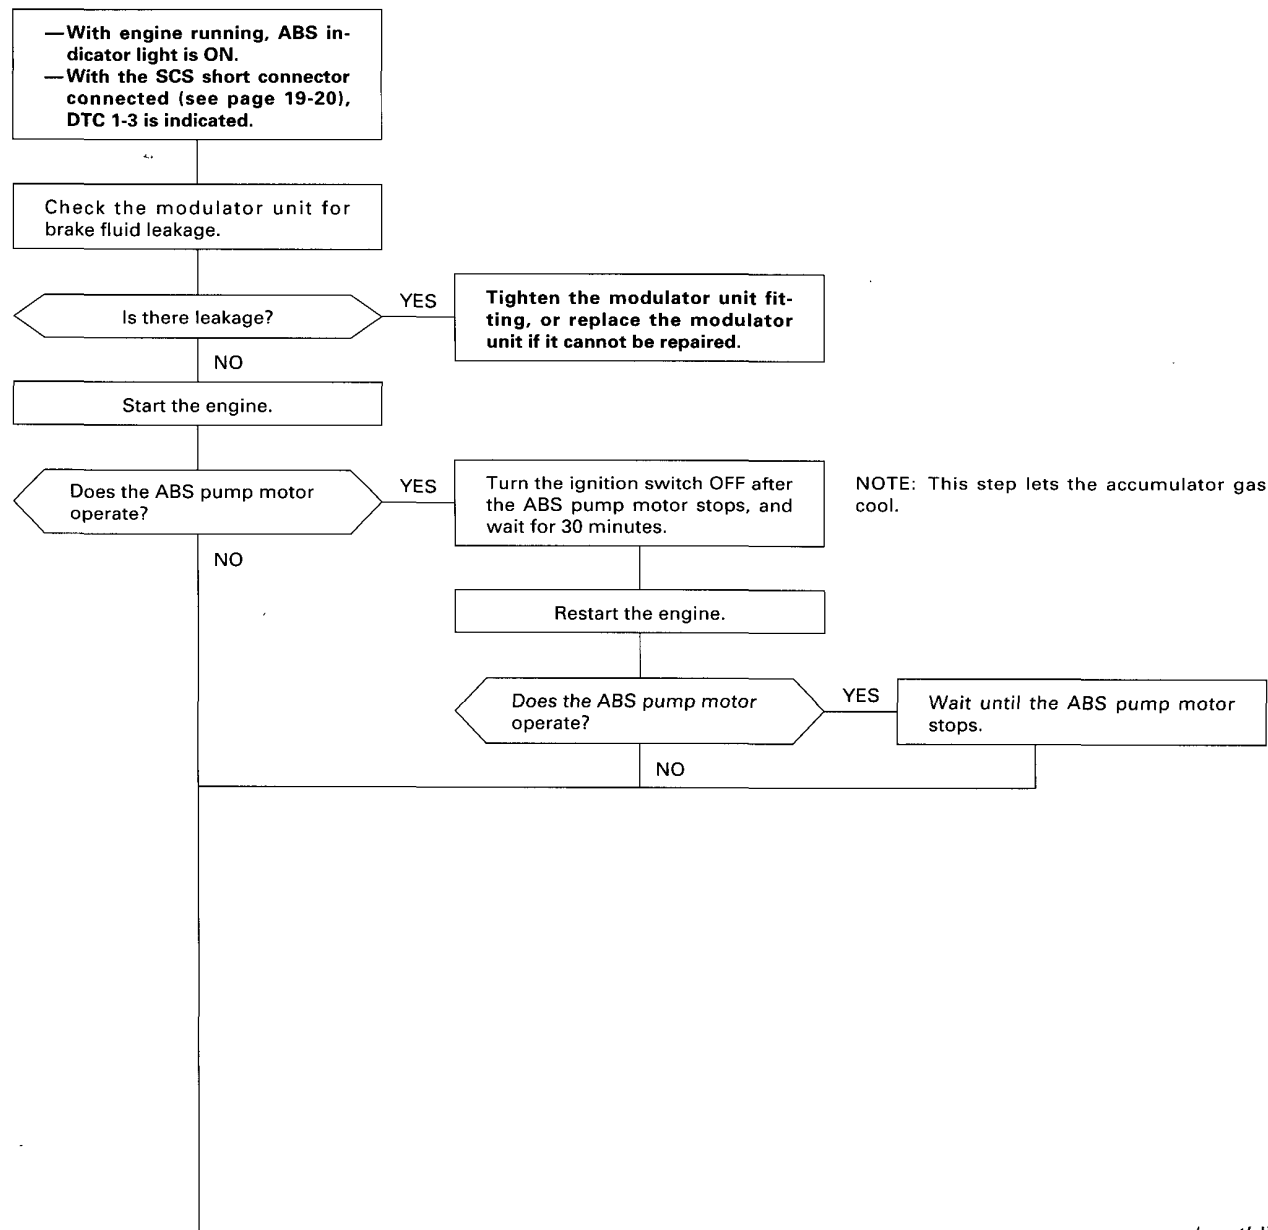 —With engine running, ABS in-
dicator light is ON.
—With the SCS short connector
connected (see page 19-20),
DTC 1-3 is indicated.
Check the modulator unit for
brake fluid leakage.
Is there leakage?
YES
Tighten the modulator unit fit-
ting, or replace the modulator
unit if it cannot be repaired.
NO
Start the engine.
Does the ABS pump motor
operate?
YES
Turn the ignition switch OFF after
the ABS pump motor stops, and
wait for 30 minutes.
NOTE: This step lets the accumulator gas
cool.
NO
Restart the engine.
Does the ABS pump motor
operate?
YES
Wait until the ABS pump motor
stops.
NO